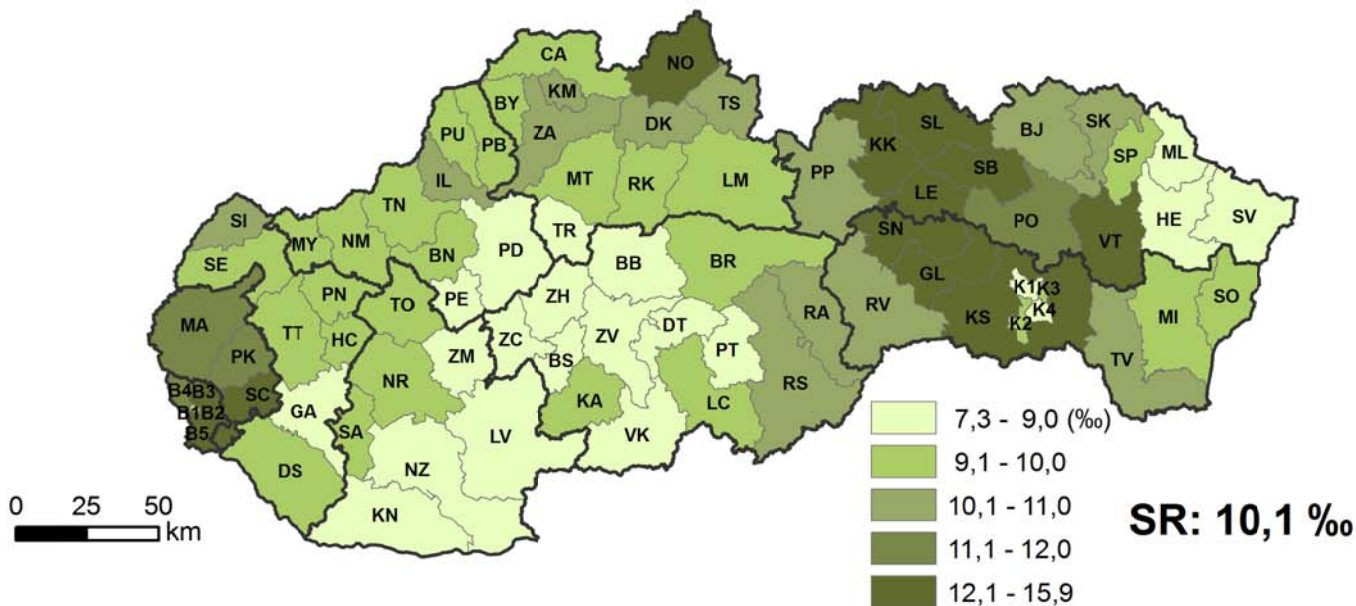 CA
NO
BY
KM
TS
PU
PB
ZA
DK
IL
MT
RK
LM
KK
SL
BJ
SK
SP
ML
PP
SB
LE
PO
HE
SV
VT
SI
TN
MY
NM
SE
BN
PD
TR
BB
BR
SN
GL
RV
KS
K1
K3
K4
K2
MI
SO
TV
PN
TO
PE
ZH
MA
TT
HC
PK
ZM
ZC
BS
ZV
DT
PT
RA
RS
NR
B4
B3
SC
B1
B2
B5
GA
SA
KA
LC
LV
VK
DS
NZ
KN
0 25 50
km
7,3 - 9,0 (‰)
9,1 - 10,0
10,1 - 11,0
11,1 - 12,0
12,1 - 15,9
SR: 10,1 ‰